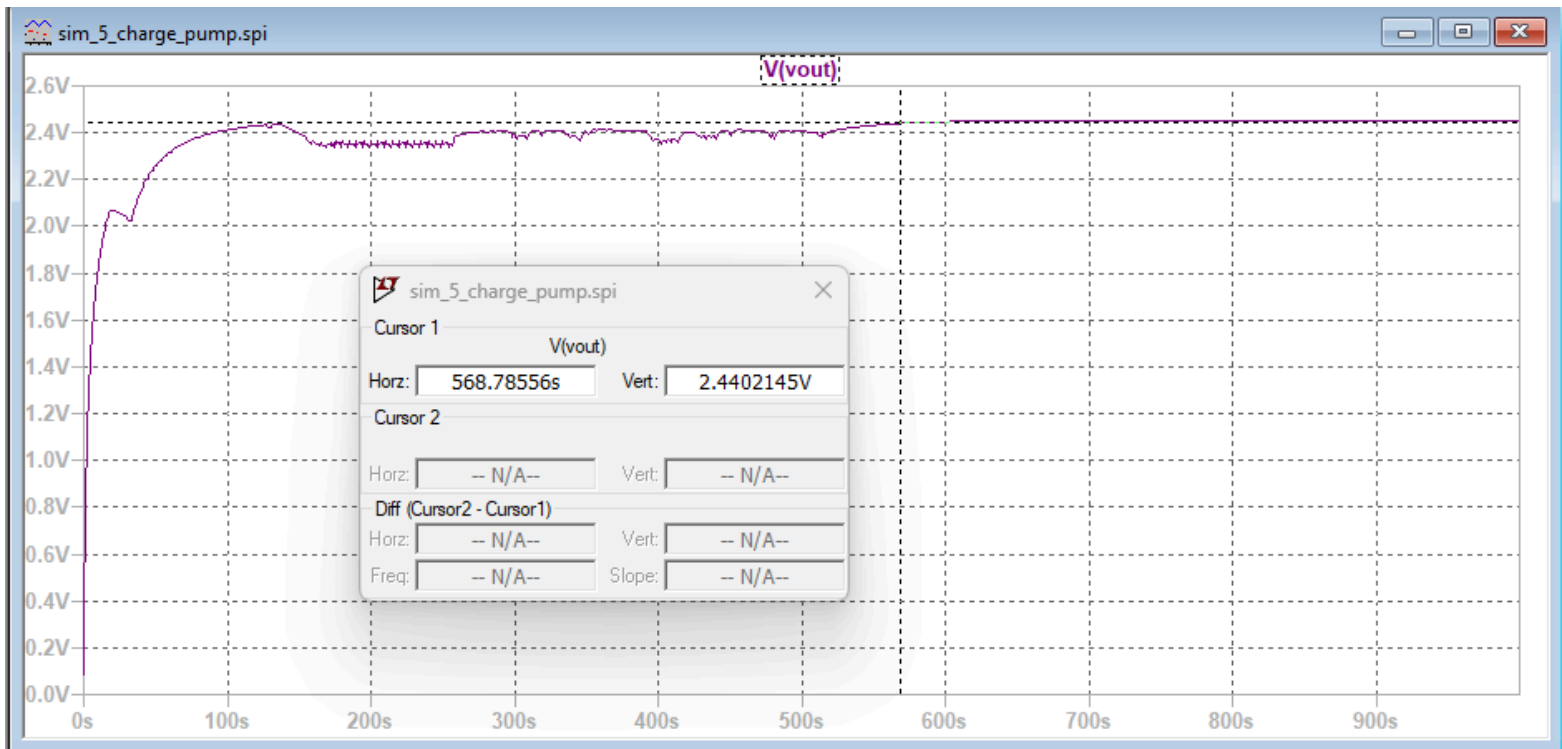 sim_5_charge_pump.spi
V(vout)
2.6V
2.4V
2.2V
2.0V
1.8V
1.6V
1.4V
1.2V
1.0V
0.8V
0.6V
0.4V
0.2V
0.0V
sim_5_charge_pump.spi
Cursor 1
V(vout)
Horz: 568.78556s Vert: 2.4402145V
Cursor 2
Horz: -- N/A-- Vert: -- N/A--
Diff (Cursor2 - Cursor1)
Horz: -- N/A-- Vert: -- N/A--
Freq: -- N/A-- Slope: -- N/A--
0s 100s 200s 300s 400s 500s 600s 700s 800s 900s